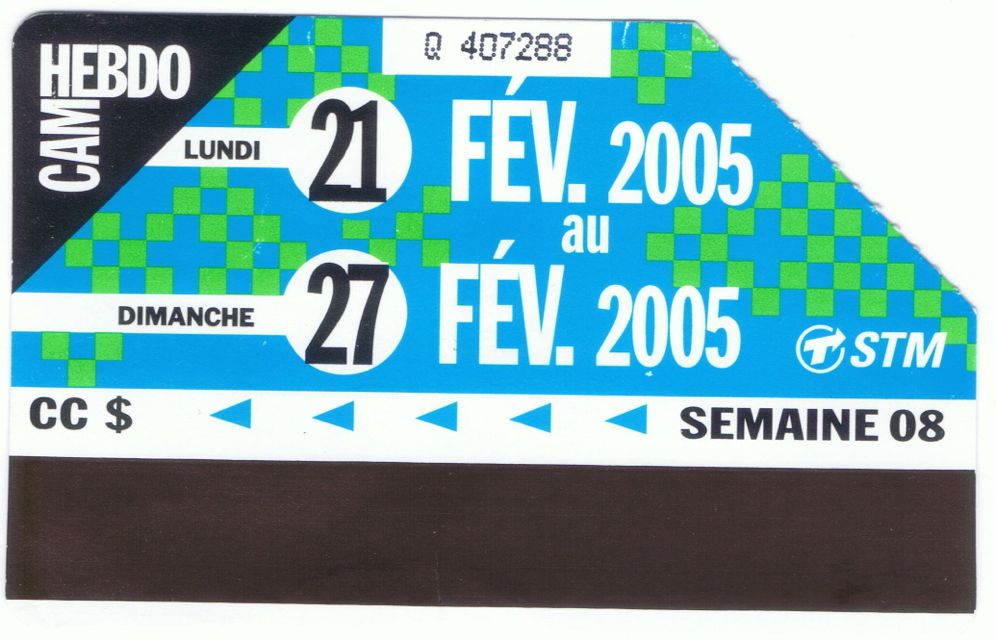 Q 407288
CAM
HEBDO
LUNDI 21 FÉV. 2005
au
DIMANCHE 27 FÉV. 2005
STM
CC $
SEMAINE 08